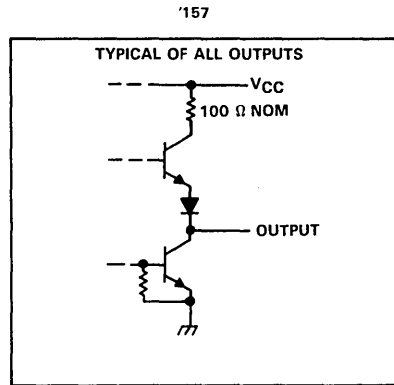 '157
TYPICAL OF ALL OUTPUTS
VCC
100 Ω NOM
OUTPUT